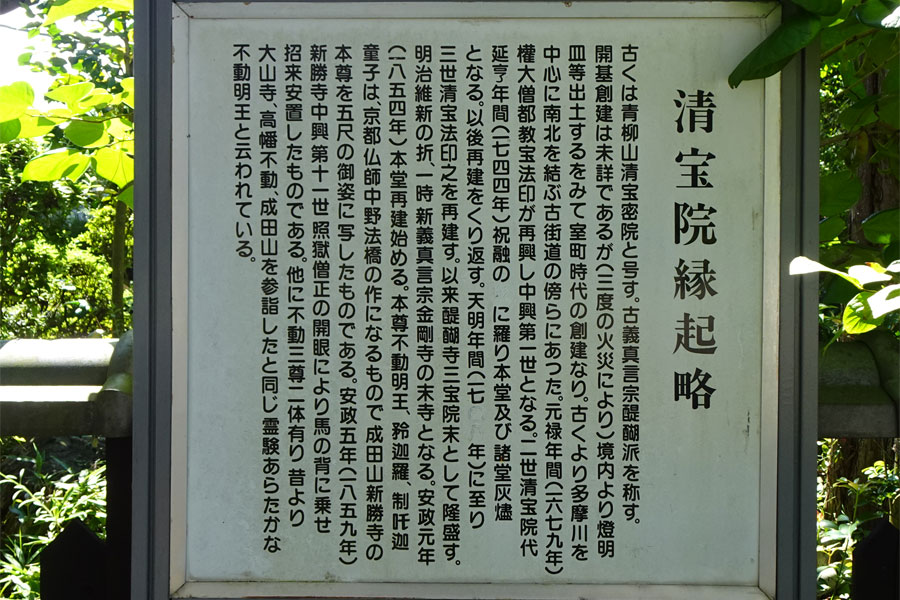 清宝院縁起略
古くは青柳山清宝密院と号す。古義真言宗醍醐派を称す。
開基創建は未詳であるが(三度の火災により)境内より燈明
皿等出土するをみて室町時代の創建なり。古くより多摩川を
中心に南北を結ぶ古街道の傍らにあつた。元禄年間(一六七九年)
権大僧都教宝法印が再興し中興第一世となる。二世清宝院代
延亨年間(一七四四年)祝融の に羅り本堂及び諸堂灰燼
となる。以後再建をくり返す。天明年間(一七 年)に至り
三世清宝法印之を再建す。以来醍醐寺三宝院末として隆盛す。
明治維新の折、一時新義真言宗金剛寺の末寺となる。安政元年
(一八五四年)本堂再建始める。本尊不動明王、矜迦羅、制吒迦
童子は、京都仏師中野法橋の作になるもので成田山新勝寺の
本尊を五尺の御姿に写したものである。安政五年(一八五九年)
新勝寺中興第十一世照獄僧正の開眼により馬の背に乗せ
招来安置したものである。他に不動三尊二体有り 昔より
大山寺、高幡不動、成田山を参詣したと同じ霊験あらたかな
不動明王と云われている。